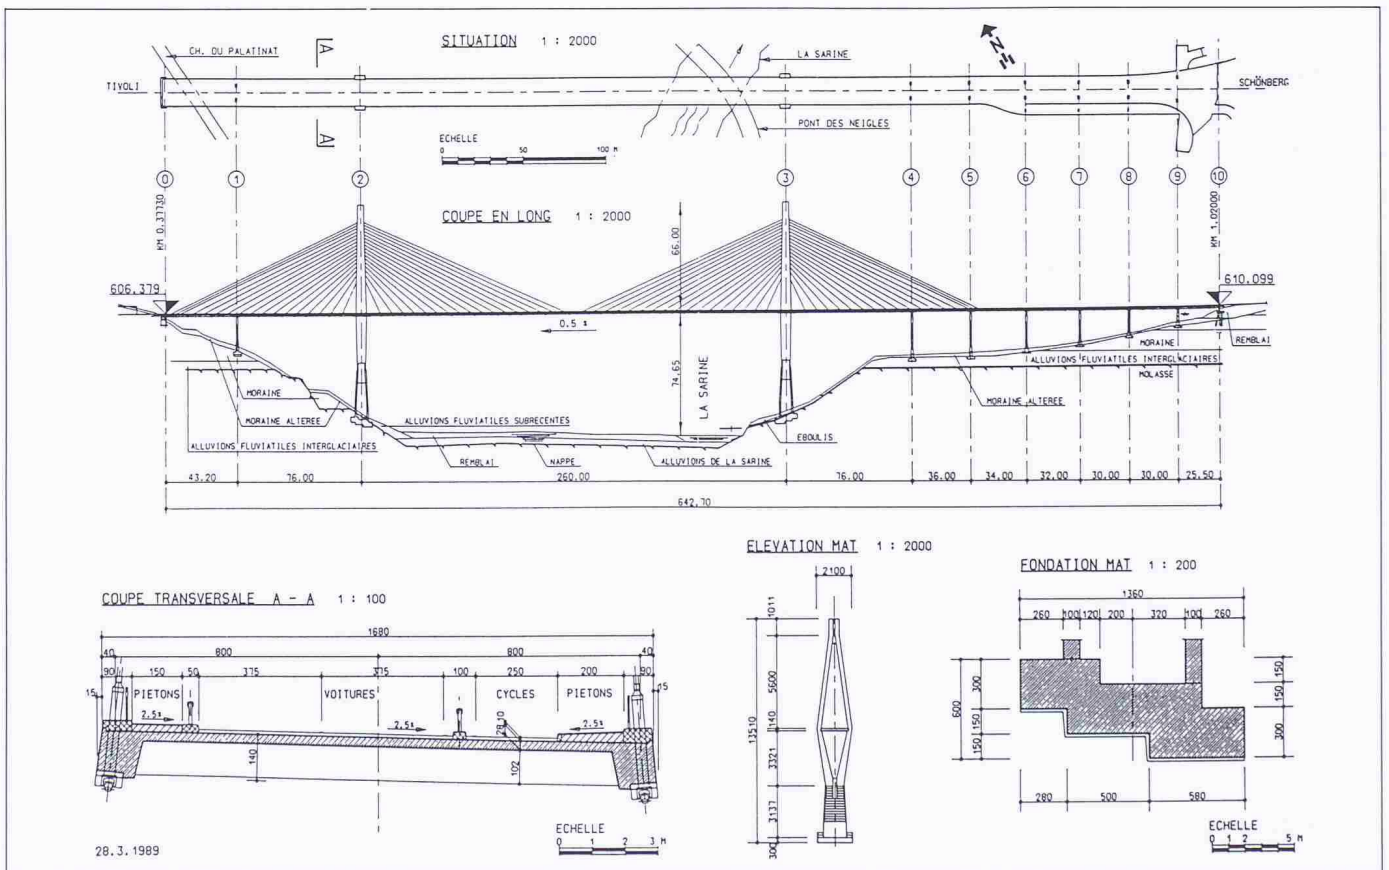 SITUATION 1 : 2000
A
A
CH. DU PALATINAT
TIVOLI
LA SARINE
PONT DES NEIGLES
N
SCHÖNBERG
ECHELLE
0 50 100 M
0 1 2 3 4 5 6 7 8 9 10
KM 0.37730
KM 1.02000
COUPE EN LONG 1 : 2000
66.00
606.379
610.099
0.5 %
74.65
LA SARINE
REMBLAI
MORAINE
ALLUVIONS FLUVIATILES INTERGLACIAIRES
MOLASSE
MORAINE
MORAINE ALTEREE
MORAINE ALTEREE
ALLUVIONS FLUVIATILES SUBRECENTES
EBOULIS
ALLUVIONS FLUVIATILES INTERGLACIAIRES
REMBLAI
NAPPE
ALLUVIONS DE LA SARINE
43.20 76.00 260.00 76.00 36.00 34.00 32.00 30.00 30.00 25.50
642.70
COUPE TRANSVERSALE A - A 1 : 100
1680
40 800 800 40
90 150 50 375 375 100 250 200 90
15 PIETONS VOITURES CYCLES PIETONS 15
2.5% 2.5% 2.5%
28 10
140
102
ECHELLE
0 1 2 3 M
28.3.1989
ELEVATION MAT 1 : 2000
2100
1011
5600
140
3321
3137
300
13510
FONDATION MAT 1 : 200
1360
260 100 120 200 320 100 260
600
300
150
150
150
150
300
280 500 580
ECHELLE
0 1 2 5 M